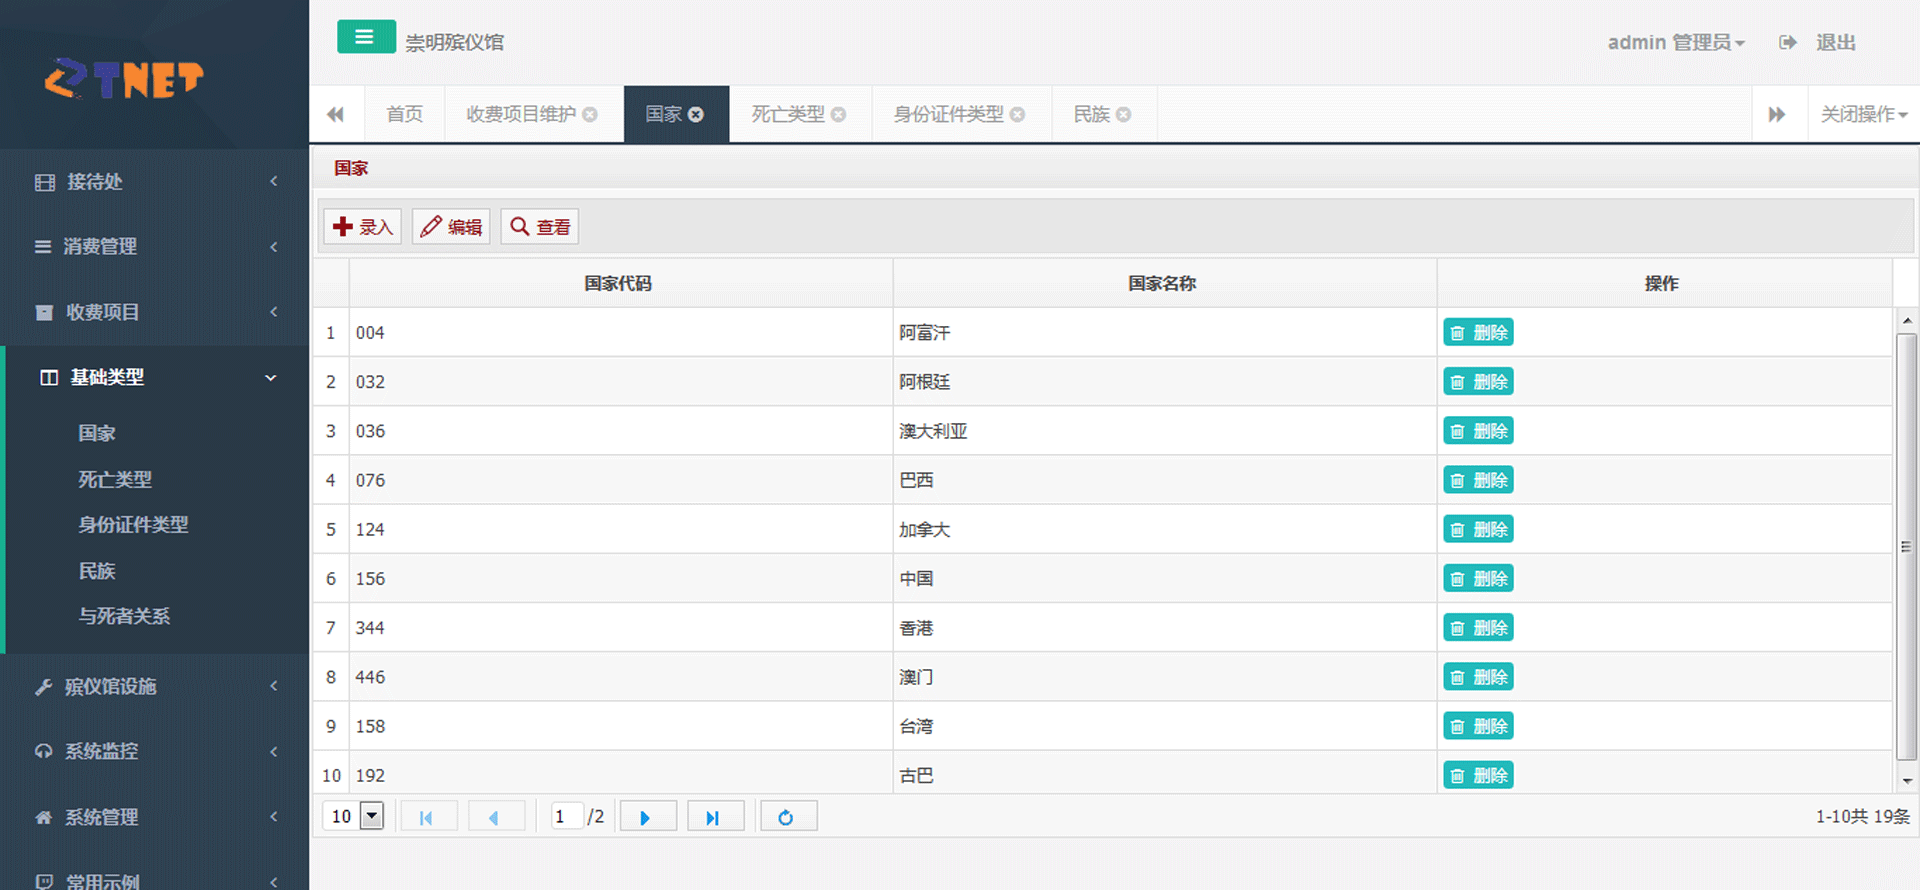 ZTNET
崇明殡仪馆
admin 管理员
退出
首页
收费项目维护
国家
死亡类型
身份证件类型
民族
关闭操作
接待处
消费管理
收费项目
基础类型
国家
死亡类型
身份证件类型
民族
与死者关系
殡仪馆设施
系统监控
系统管理
常用示例
国家
录入
编辑
查看
国家代码 国家名称 操作
1 004 阿富汗 删除
2 032 阿根廷 删除
3 036 澳大利亚 删除
4 076 巴西 删除
5 124 加拿大 删除
6 156 中国 删除
7 344 香港 删除
8 446 澳门 删除
9 158 台湾 删除
10 192 古巴 删除
10 1 /2 1-10共 19条